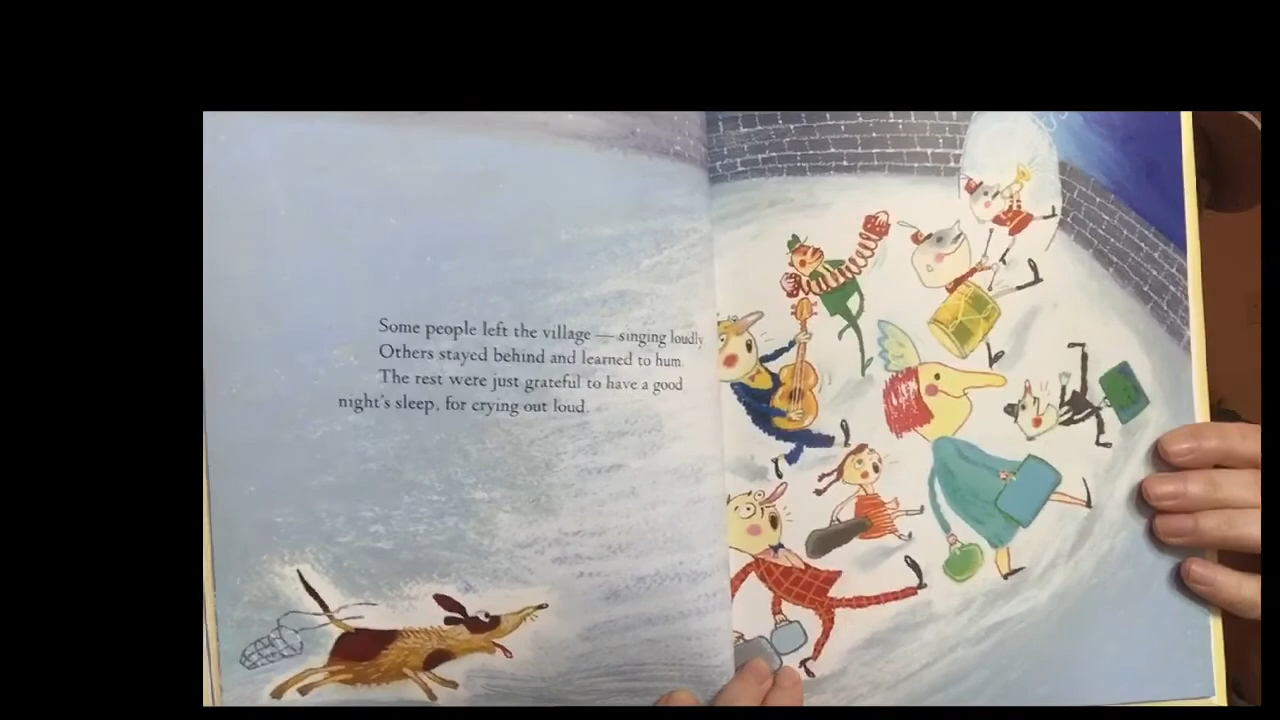 Some people left the village — singing loudly
Others stayed behind and learned to hum.
The rest were just grateful to have a good
night's sleep, for crying out loud.